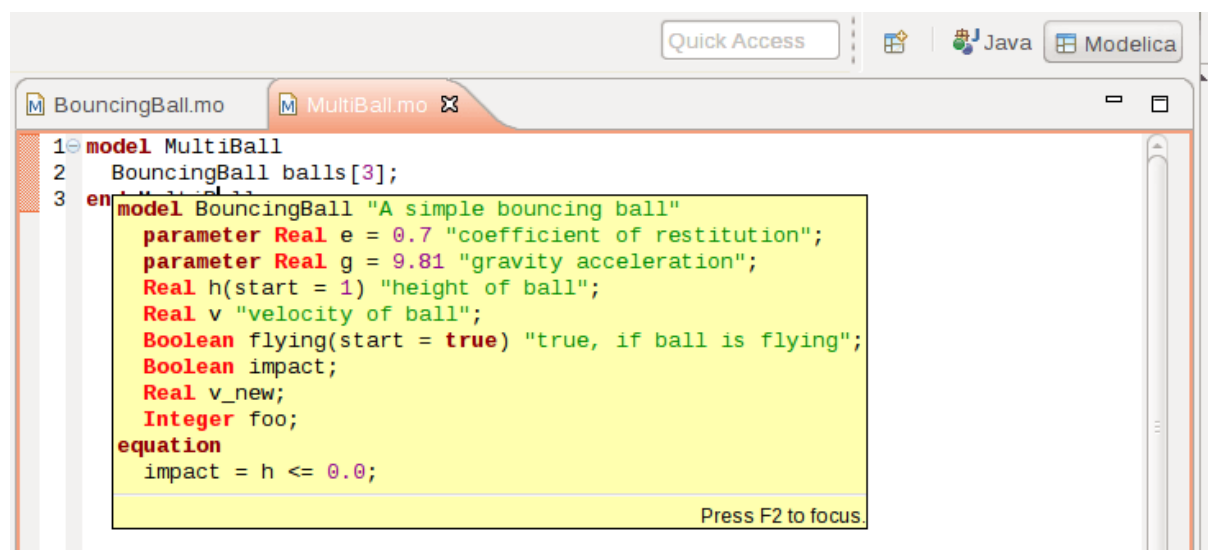 Quick Access Java Modelica
BouncingBall.mo MultiBall.mo
1 model MultiBall
2 BouncingBall balls[3];
3 en
model BouncingBall "A simple bouncing ball"
parameter Real e = 0.7 "coefficient of restitution";
parameter Real g = 9.81 "gravity acceleration";
Real h(start = 1) "height of ball";
Real v "velocity of ball";
Boolean flying(start = true) "true, if ball is flying";
Boolean impact;
Real v_new;
Integer foo;
equation
impact = h <= 0.0;
Press F2 to focus.